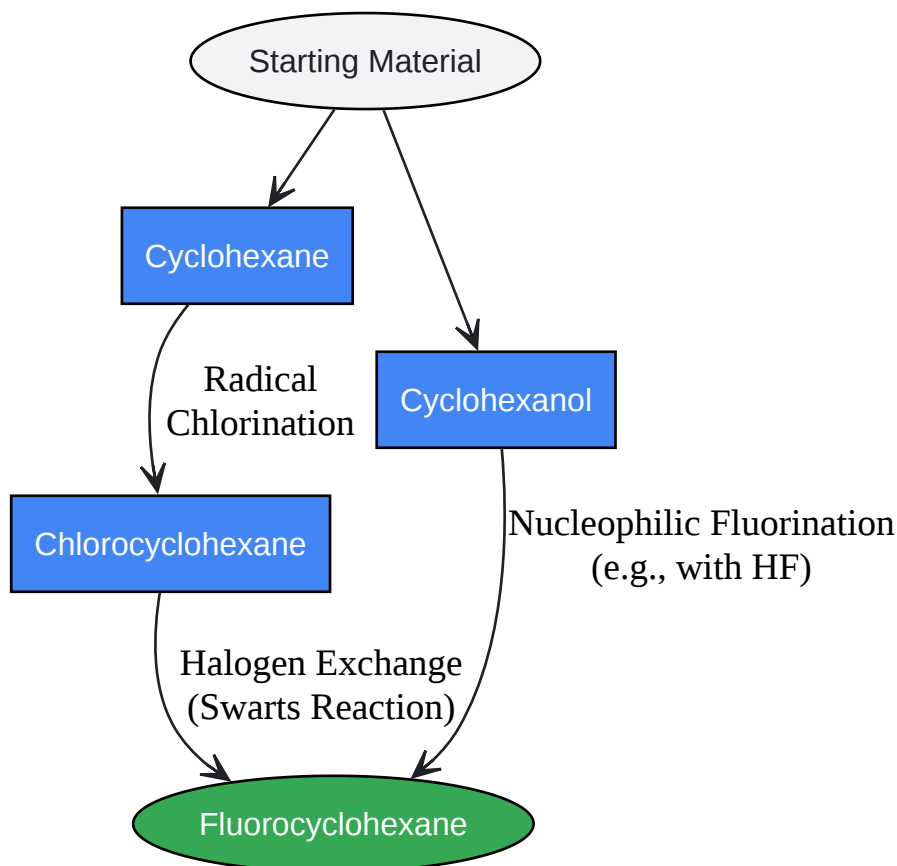 Starting Material
Cyclohexane
Radical
Chlorination
Cyclohexanol
Chlorocyclohexane
Nucleophilic Fluorination
(e.g., with HF)
Halogen Exchange
(Swarts Reaction)
Fluorocyclohexane